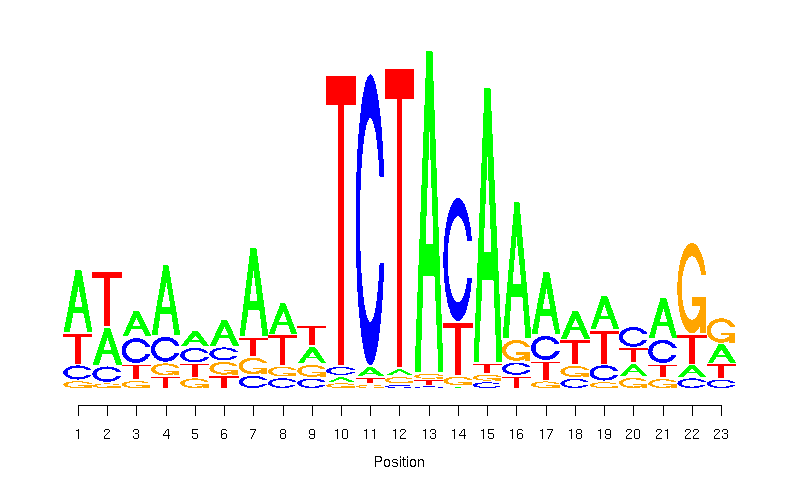 A T A A A A A A T T C T A C A A A A A C A G G
T A C C C C T T A C A A G T T G C T T T C T A
C C T G T G G G G A T G T G G C T G C A T A T
G G G T G T C C C C T G C G G C C
1 2 3 4 5 6 7 8 9 10 11 12 13 14 15 16 17 18 19 20 21 22 23
Position